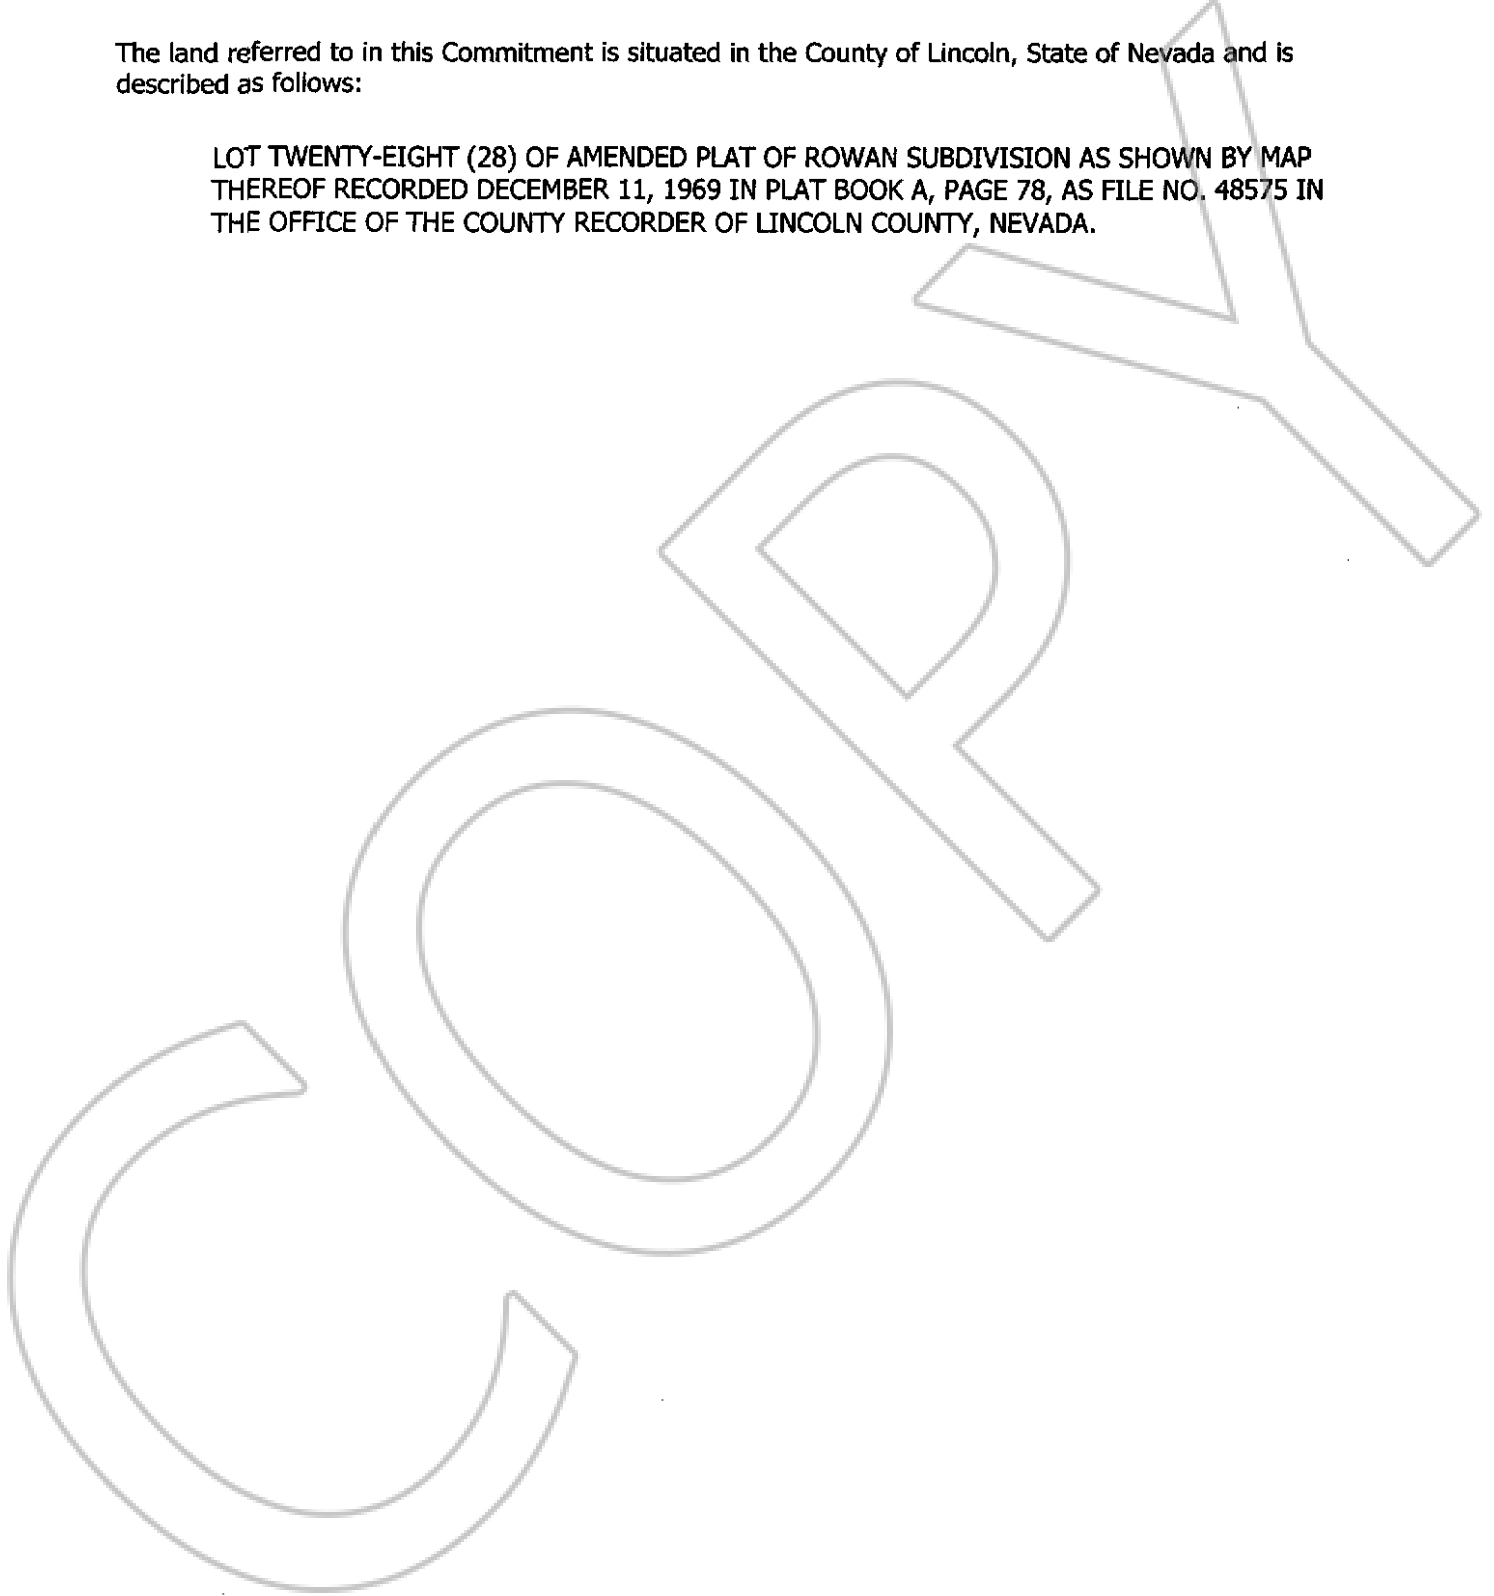 The land referred to in this Commitment is situated in the County of Lincoln, State of Nevada and is
described as follows:
LOT TWENTY-EIGHT (28) OF AMENDED PLAT OF ROWAN SUBDIVISION AS SHOWN BY MAP
THEREOF RECORDED DECEMBER 11, 1969 IN PLAT BOOK A, PAGE 78, AS FILE NO. 48575 IN
THE OFFICE OF THE COUNTY RECORDER OF LINCOLN COUNTY, NEVADA.
COPY